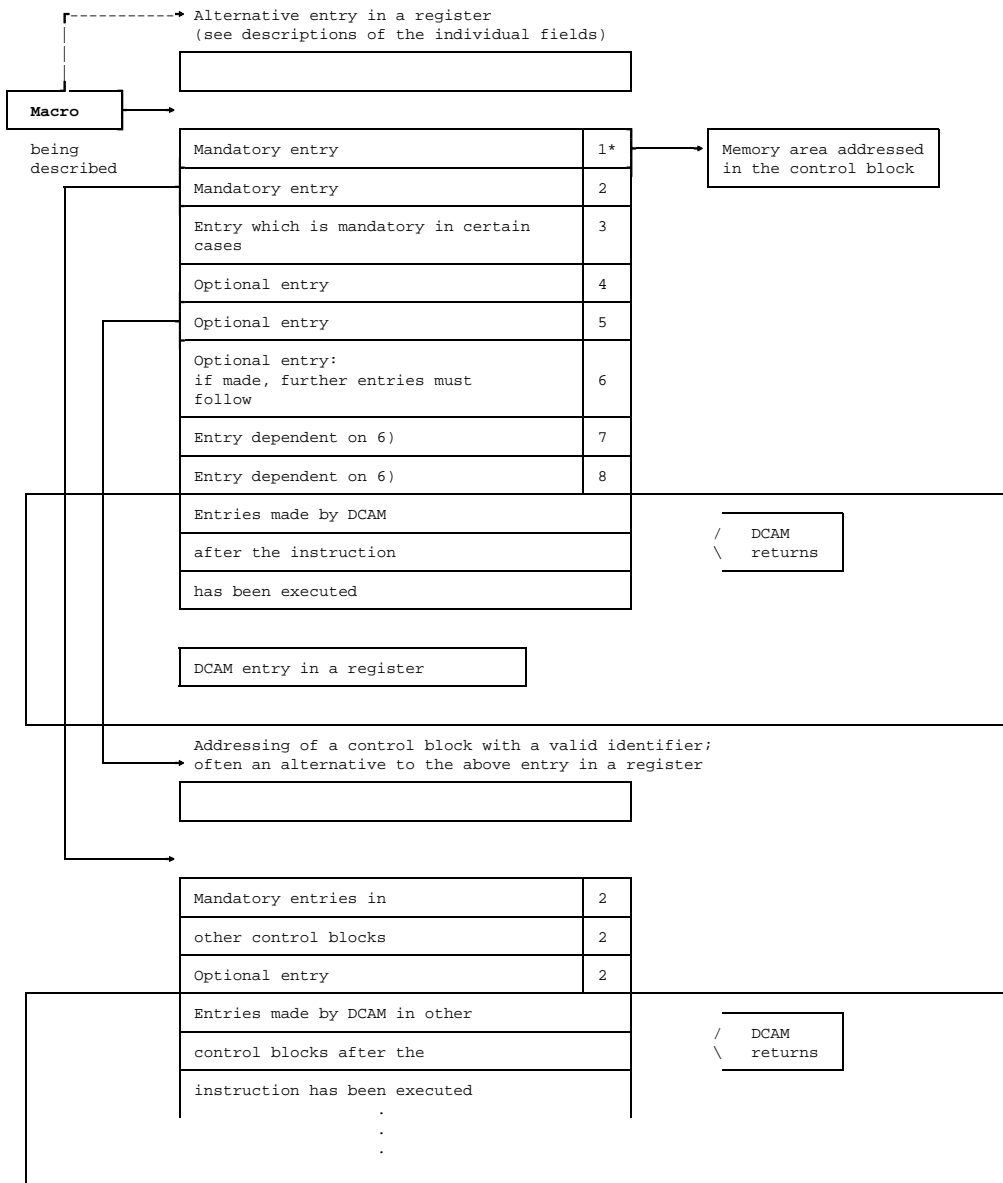 Alternative entry in a register
(see descriptions of the individual fields)
Macro
being
described
Mandatory entry 1*
Memory area addressed
in the control block
Mandatory entry 2
Entry which is mandatory in certain 3
cases
Optional entry 4
Optional entry 5
Optional entry:
if made, further entries must 6
follow
Entry dependent on 6) 7
Entry dependent on 6) 8
Entries made by DCAM
/ DCAM
after the instruction
\ returns
has been executed
DCAM entry in a register
Addressing of a control block with a valid identifier;
often an alternative to the above entry in a register
Mandatory entries in 2
other control blocks 2
Optional entry 2
Entries made by DCAM in other
/ DCAM
control blocks after the
\ returns
instruction has been executed
.
.
.